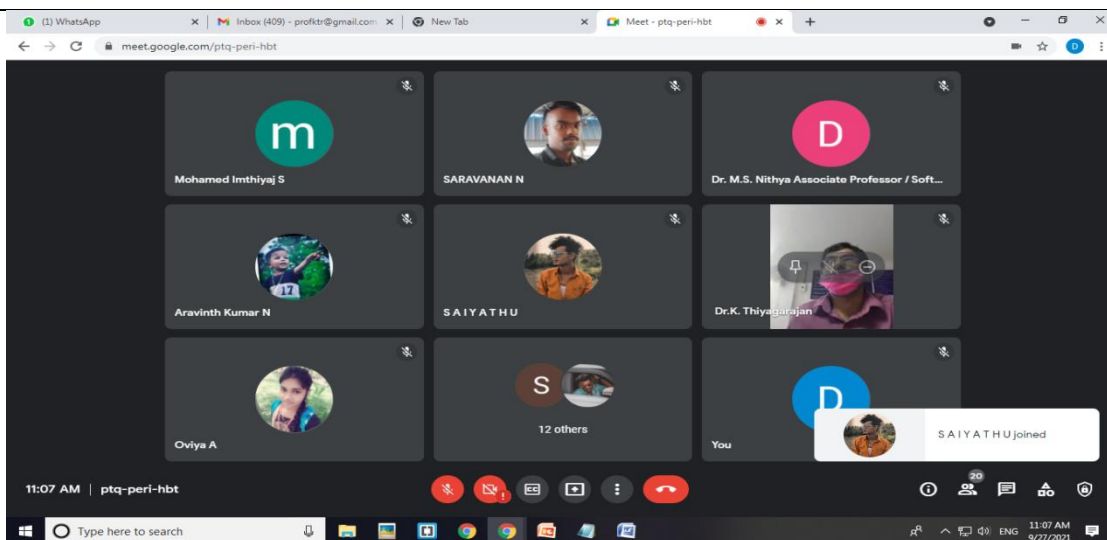 (1) WhatsApp
Inbox (409) - profktr@gmail.com
New Tab
Meet - ptq-peri-hbt
meet.google.com/ptq-peri-hbt
D
m
Mohamed Imthiyaj S
SARAVANAN N
D
Dr. M.S. Nithya Associate Professor / Soft...
17
Aravinth Kumar N
S A I Y A T H U
Dr.K. Thiyagarajan
Oviya A
S
12 others
D
You
S A I Y A T H U joined
11:07 AM | ptq-peri-hbt
CC
20
Type here to search
ENG
11:07 AM
9/27/2021